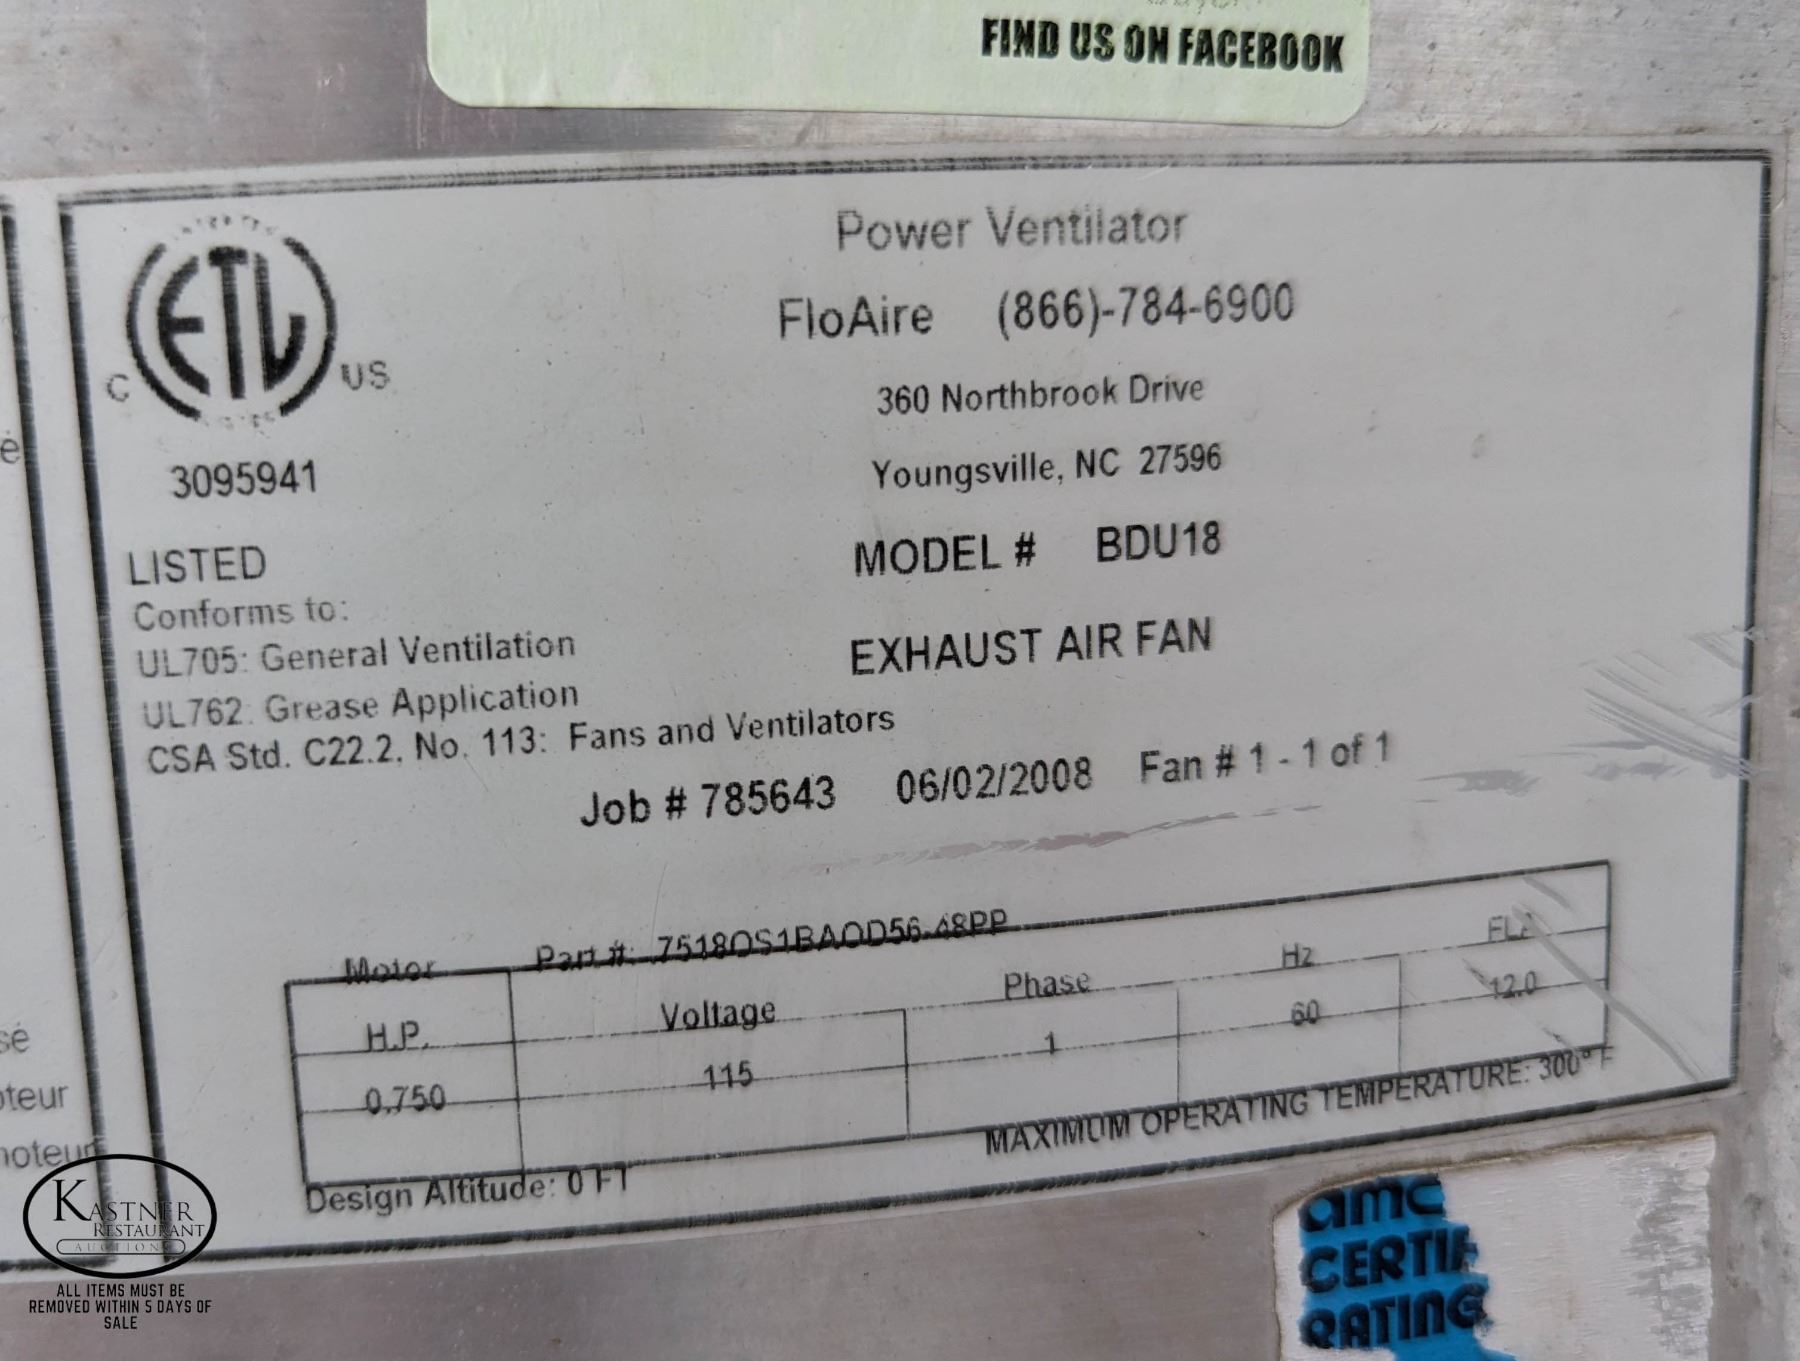 FIND US ON FACEBOOK
ETL
C US
3095941
LISTED
Conforms to:
UL705: General Ventilation
UL762: Grease Application
CSA Std. C22.2. No. 113: Fans and Ventilators
Power Ventilator
FloAire (866)-784-6900
360 Northbrook Drive
Youngsville, NC 27596
MODEL # BDU18
EXHAUST AIR FAN
Job # 785643 06/02/2008 Fan # 1 - 1 of 1
Motor Part #:
H.P. Voltage Phase Hz FLA
0.750 115 1 60 12.0
Design Altitude: 0 FT MAXIMUM OPERATING TEMPERATURE: 300° F
amc
CERTIF
RATING
KASTNER
RESTAURANT
AUCTIONS
ALL ITEMS MUST BE
REMOVED WITHIN 5 DAYS OF
SALE